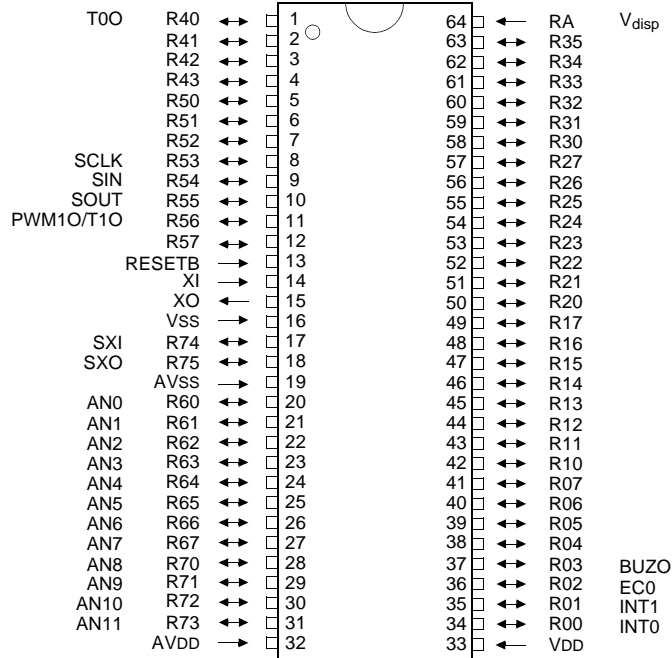 T0O R40 1 64 RA Vdisp
R41 2 63 R35
R42 3 62 R34
R43 4 61 R33
R50 5 60 R32
R51 6 59 R31
R52 7 58 R30
SCLK R53 8 57 R27
SIN R54 9 56 R26
SOUT R55 10 55 R25
PWM1O/T1O R56 11 54 R24
R57 12 53 R23
RESETB 13 52 R22
XI 14 51 R21
XO 15 50 R20
VSS 16 49 R17
SXI R74 17 48 R16
SXO R75 18 47 R15
AVSS 19 46 R14
AN0 R60 20 45 R13
AN1 R61 21 44 R12
AN2 R62 22 43 R11
AN3 R63 23 42 R10
AN4 R64 24 41 R07
AN5 R65 25 40 R06
AN6 R66 26 39 R05
AN7 R67 27 38 R04
AN8 R70 28 37 R03 BUZO
AN9 R71 29 36 R02 EC0
AN10 R72 30 35 R01 INT1
AN11 R73 31 34 R00 INT0
AVDD 32 33 VDD